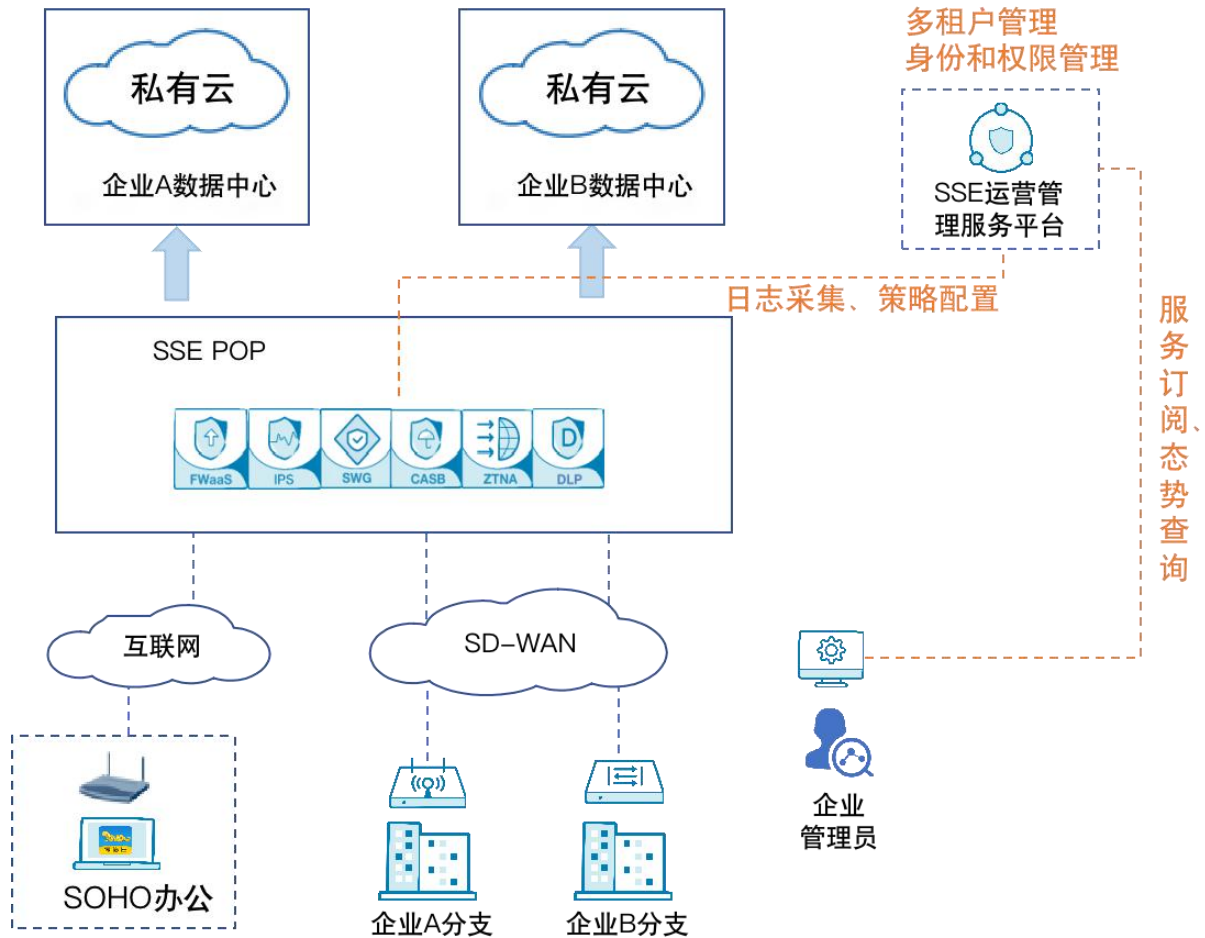 多租户管理
身份和权限管理
私有云
私有云
企业A数据中心
企业B数据中心
SSE运营管
理服务平台
日志采集、策略配置
服务订阅、态势查询
SSE POP
FWaaS
IPS
SWG
CASB
ZTNA
DLP
互联网
SD-WAN
SOHO办公
企业A分支
企业B分支
企业
管理员